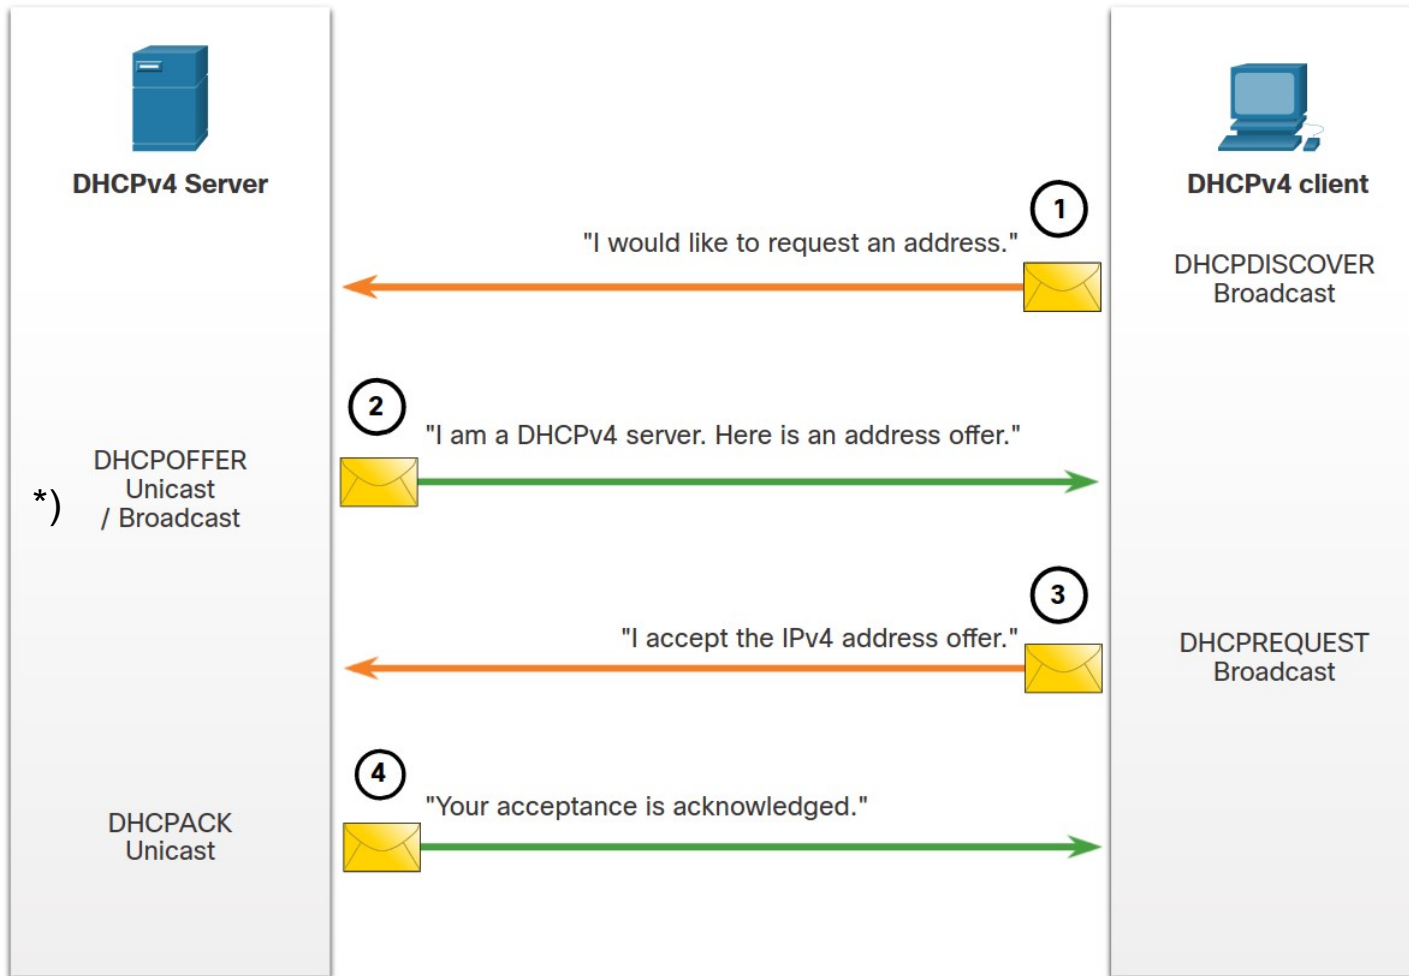 DHCPv4 Server
DHCPv4 client
1
"I would like to request an address."
DHCPDISCOVER
Broadcast
2
"I am a DHCPv4 server. Here is an address offer."
DHCPOFFER
Unicast
*)
/ Broadcast
3
"I accept the IPv4 address offer."
DHCPREQUEST
Broadcast
4
"Your acceptance is acknowledged."
DHCPACK
Unicast